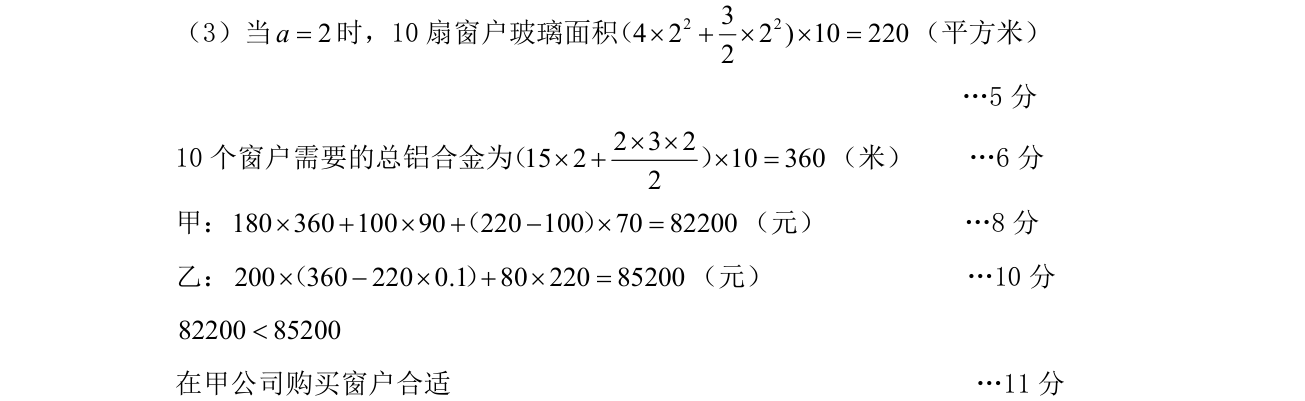 （3）当a=2时，10扇窗户玻璃面积(4×2²+3/2×2²)×10=220（平方米）
…5分
10个窗户需要的总铝合金为(15×2+(2×3×2)/2)×10=360（米） …6分
甲：180×360+100×90+(220−100)×70=82200（元） …8分
乙：200×(360−220×0.1)+80×220=85200（元） …10分
82200<85200
在甲公司购买窗户合适 …11分